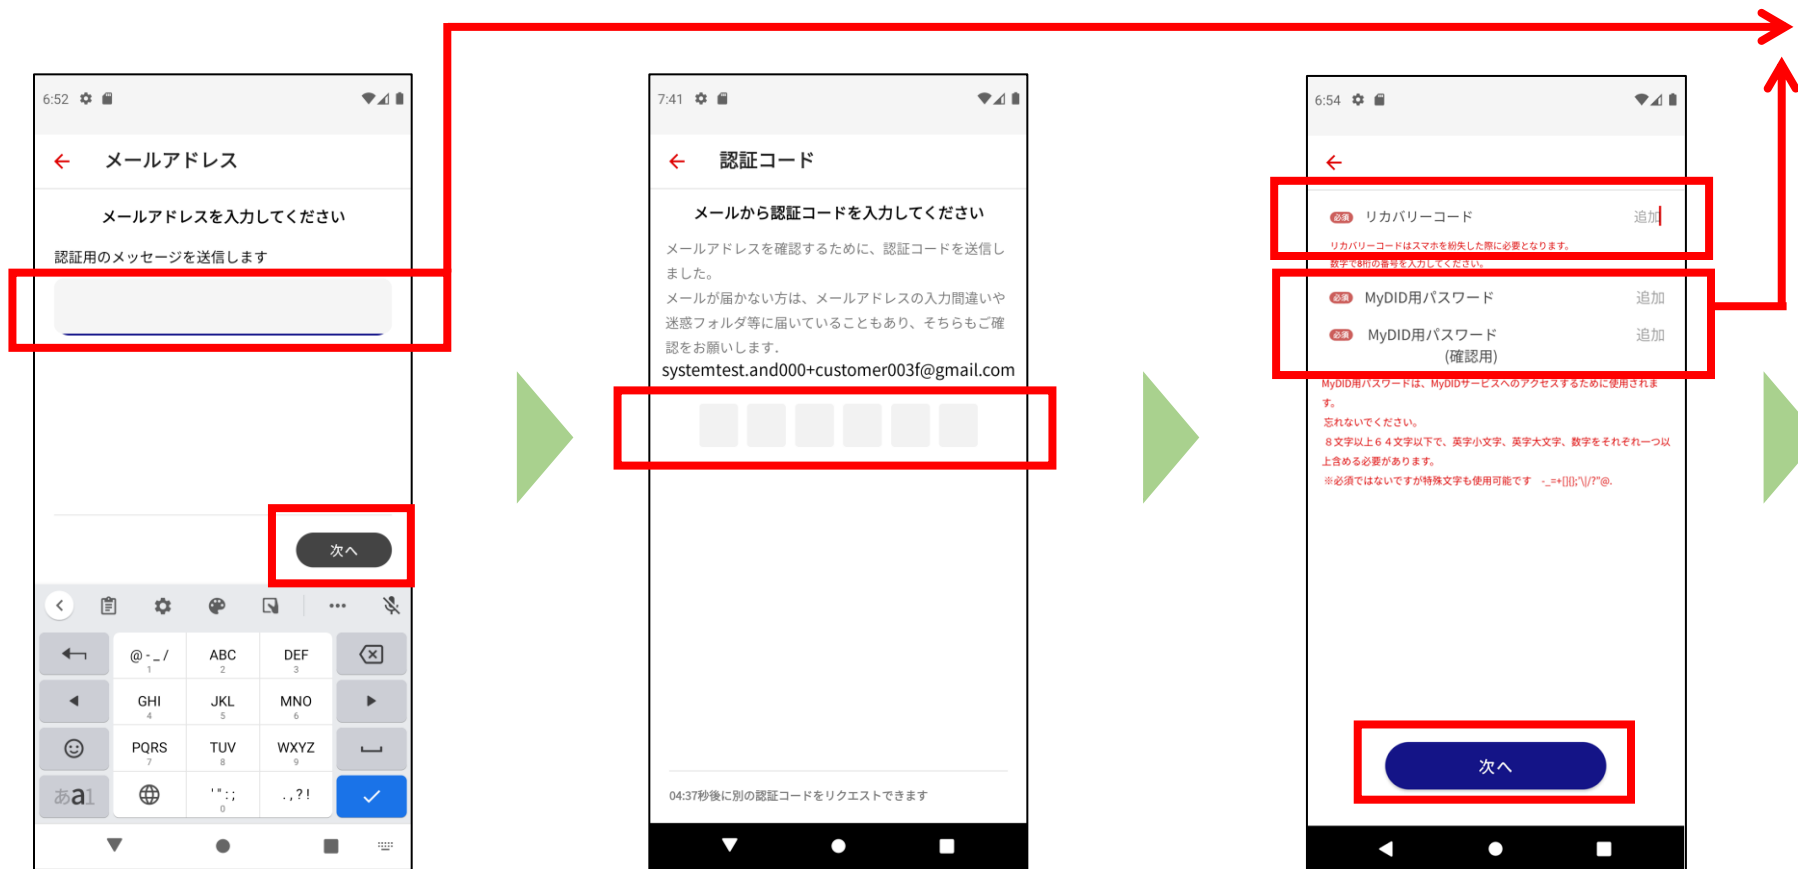 6:52
メールアドレス
メールアドレスを入力してください
認証用のメッセージを送信します
次へ
@-_/
1
ABC
2
DEF
3
GHI
4
JKL
5
MNO
6
PQRS
7
TUV
8
WXYZ
9
あa1
'":;
0
.,?!
7:41
認証コード
メールから認証コードを入力してください
メールアドレスを確認するために、認証コードを送信し
ました。
メールが届かない方は、メールアドレスの入力間違いや
迷惑フォルダ等に届いていることもあり、そちらもご確
認をお願いします.
systemtest.and000+customer003f@gmail.com
04:37秒後に別の認証コードをリクエストできます
6:54
必須 リカバリーコード 追加
リカバリーコードはスマホを紛失した際に必要となります。
数字で8桁の番号を入力してください。
必須 MyDID用パスワード 追加
必須 MyDID用パスワード 追加
(確認用)
MyDID用パスワードは、MyDIDサービスへのアクセスするために使用されま
す。
忘れないでください。
８文字以上６４文字以下で、英字小文字、英字大文字、数字をそれぞれ一つ以
上含める必要があります。
※必須ではないですが特殊文字も使用可能です -_=+[]{};'\|/?"@.
次へ